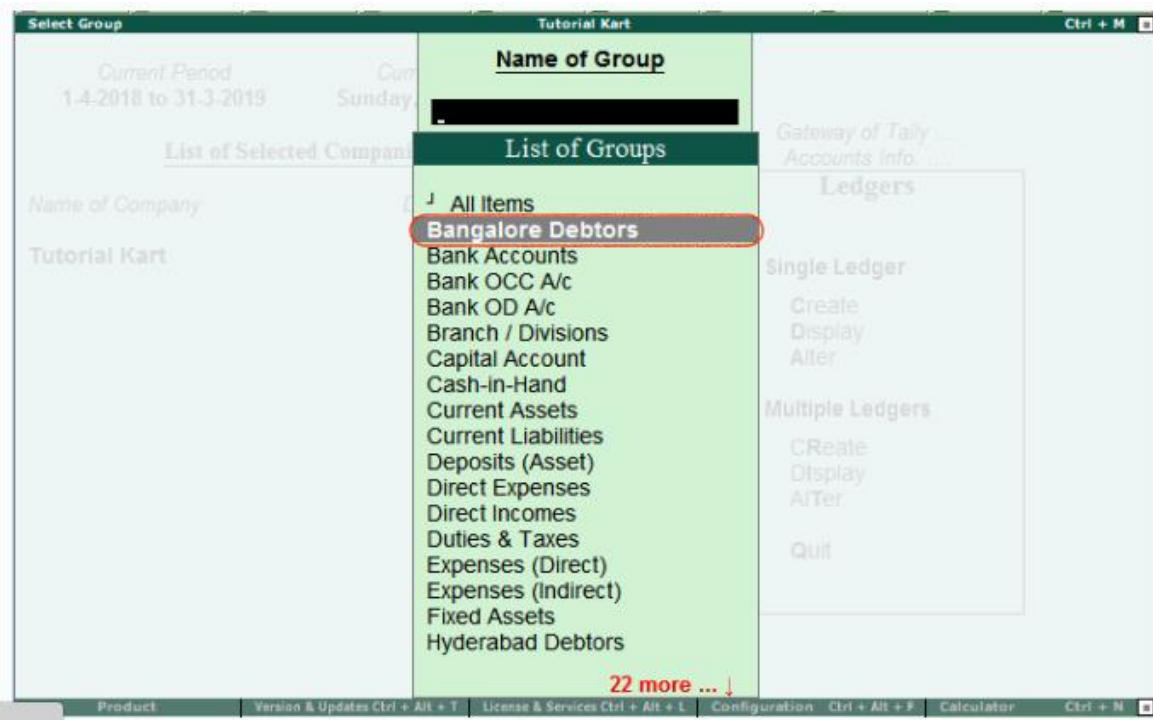 Select Group Tutorial Kart Ctrl + M
Name of Group
Current Period
1-4-2018 to 31-3-2019 Sunday,
List of Selected Compani
Name of Company
Tutorial Kart
List of Groups
┘ All Items
Bangalore Debtors
Bank Accounts
Bank OCC A/c
Bank OD A/c
Branch / Divisions
Capital Account
Cash-in-Hand
Current Assets
Current Liabilities
Deposits (Asset)
Direct Expenses
Direct Incomes
Duties & Taxes
Expenses (Direct)
Expenses (Indirect)
Fixed Assets
Hyderabad Debtors
22 more ... ↓
Gateway of Tally ...
Accounts Info. ....
Ledgers
Single Ledger
Create
Display
Alter
Multiple Ledgers
CReate
DIsplay
AlTer
Quit
Product Version & Updates Ctrl + Alt + T License & Services Ctrl + Alt + L Configuration Ctrl + Alt + F Calculator Ctrl + N